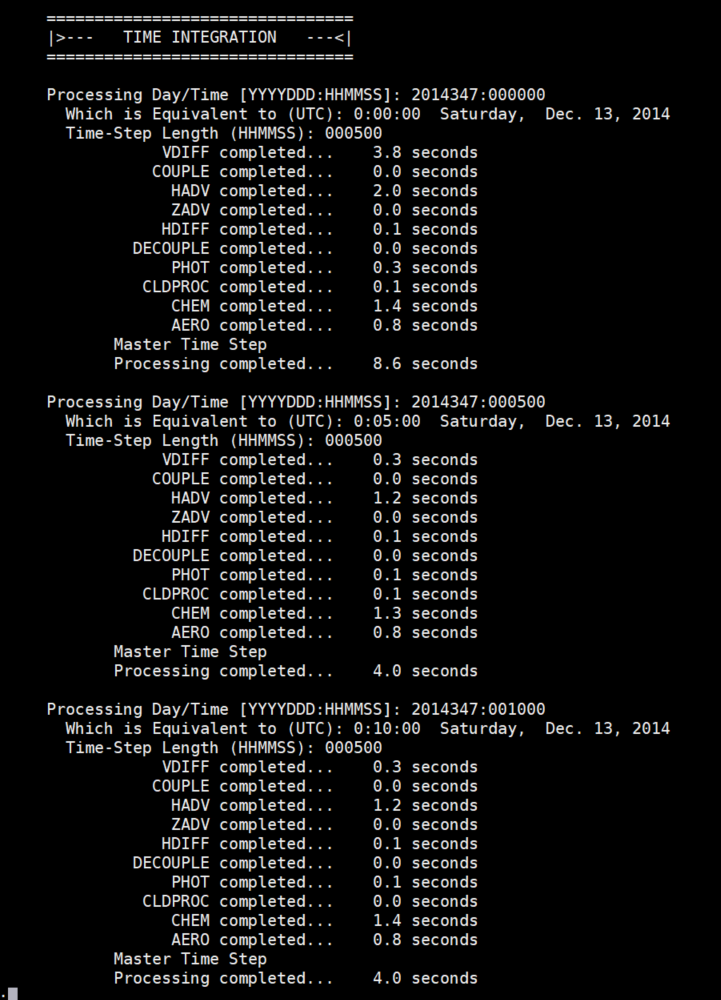 ================================
|>---   TIME INTEGRATION   ---<|
================================
Processing Day/Time [YYYYDDD:HHMMSS]: 2014347:000000
Which is Equivalent to (UTC): 0:00:00  Saturday,  Dec. 13, 2014
Time-Step Length (HHMMSS): 000500
VDIFF completed...    3.8 seconds
COUPLE completed...    0.0 seconds
HADV completed...    2.0 seconds
ZADV completed...    0.0 seconds
HDIFF completed...    0.1 seconds
DECOUPLE completed...    0.0 seconds
PHOT completed...    0.3 seconds
CLDPROC completed...    0.1 seconds
CHEM completed...    1.4 seconds
AERO completed...    0.8 seconds
Master Time Step
Processing completed...    8.6 seconds
Processing Day/Time [YYYYDDD:HHMMSS]: 2014347:000500
Which is Equivalent to (UTC): 0:05:00  Saturday,  Dec. 13, 2014
Time-Step Length (HHMMSS): 000500
VDIFF completed...    0.3 seconds
COUPLE completed...    0.0 seconds
HADV completed...    1.2 seconds
ZADV completed...    0.0 seconds
HDIFF completed...    0.1 seconds
DECOUPLE completed...    0.0 seconds
PHOT completed...    0.1 seconds
CLDPROC completed...    0.1 seconds
CHEM completed...    1.3 seconds
AERO completed...    0.8 seconds
Master Time Step
Processing completed...    4.0 seconds
Processing Day/Time [YYYYDDD:HHMMSS]: 2014347:001000
Which is Equivalent to (UTC): 0:10:00  Saturday,  Dec. 13, 2014
Time-Step Length (HHMMSS): 000500
VDIFF completed...    0.3 seconds
COUPLE completed...    0.0 seconds
HADV completed...    1.2 seconds
ZADV completed...    0.0 seconds
HDIFF completed...    0.1 seconds
DECOUPLE completed...    0.0 seconds
PHOT completed...    0.1 seconds
CLDPROC completed...    0.0 seconds
CHEM completed...    1.4 seconds
AERO completed...    0.8 seconds
Master Time Step
Processing completed...    4.0 seconds
.